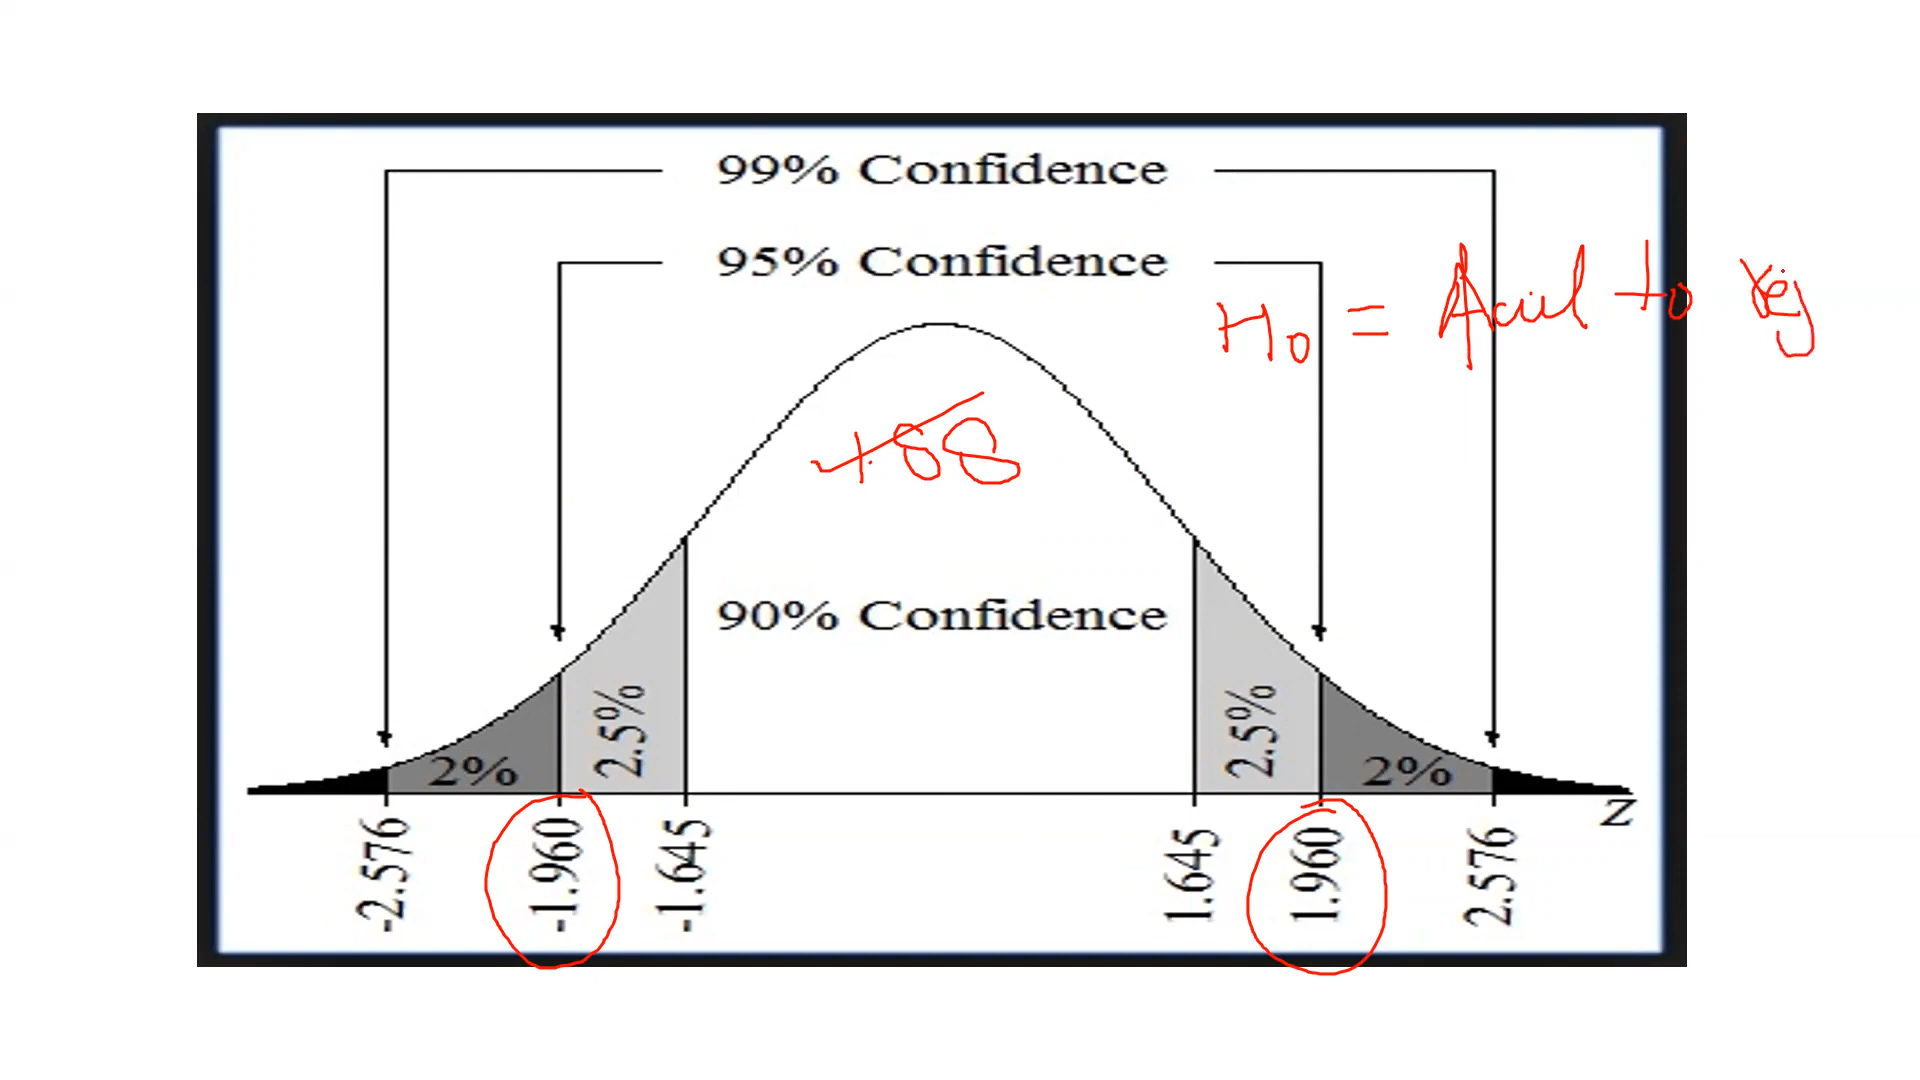 99% Confidence
95% Confidence
H0 = to
+.88
90% Confidence
2% 2.5% 2.5% 2%
Z
-2.576 -1.960 -1.645 1.645 1.960 2.576